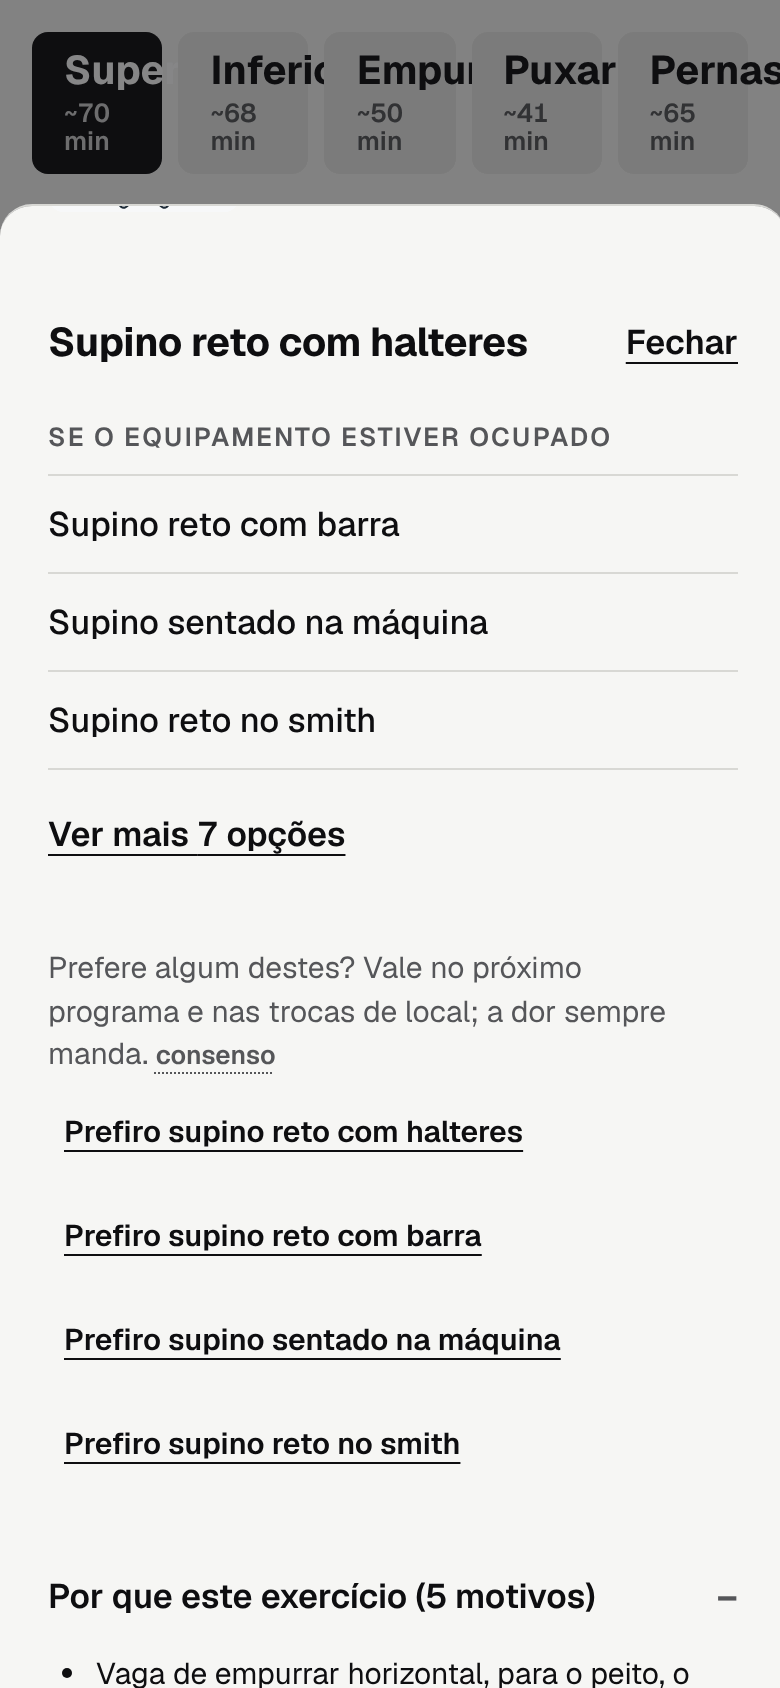 Super
Inferio
Empur
Puxar
Pernas
~70
min
~68
min
~50
min
~41
min
~65
min
Supino reto com halteres
Fechar
SE O EQUIPAMENTO ESTIVER OCUPADO
Supino reto com barra
Supino sentado na máquina
Supino reto no smith
Ver mais 7 opções
Prefere algum destes? Vale no próximo
programa e nas trocas de local; a dor sempre
manda. consenso
Prefiro supino reto com halteres
Prefiro supino reto com barra
Prefiro supino sentado na máquina
Prefiro supino reto no smith
Por que este exercício (5 motivos) –
• Vaga de empurrar horizontal, para o peito, o